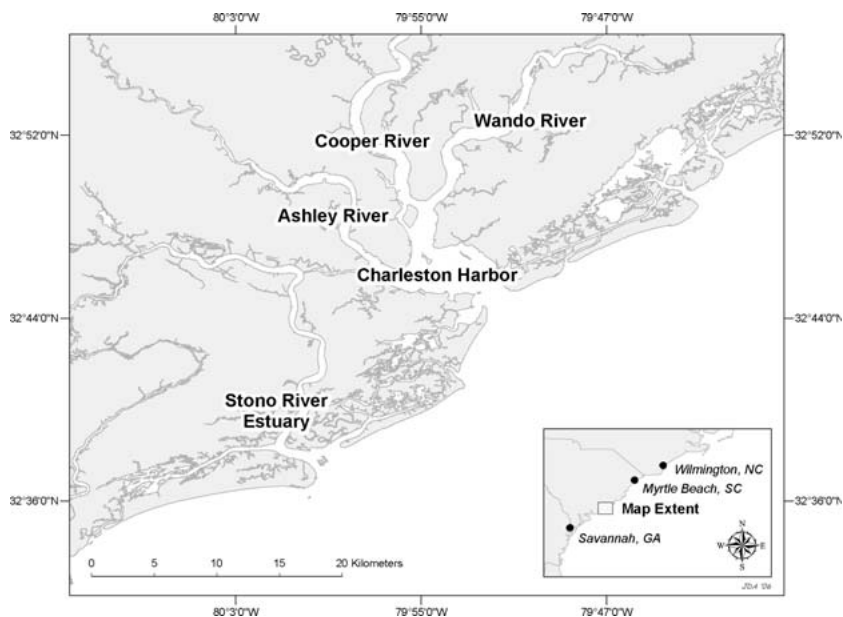 80°3'0"W 79°55'0"W 79°47'0"W
32°52'0"N 32°52'0"N
Wando River
Cooper River
Ashley River
Charleston Harbor
32°44'0"N 32°44'0"N
Stono River
Estuary
32°36'0"N 32°36'0"N
Wilmington, NC
Myrtle Beach, SC
Map Extent
Savannah, GA
N
W E
S
0 5 10 15 20 Kilometers
JDA '06
80°3'0"W 79°55'0"W 79°47'0"W